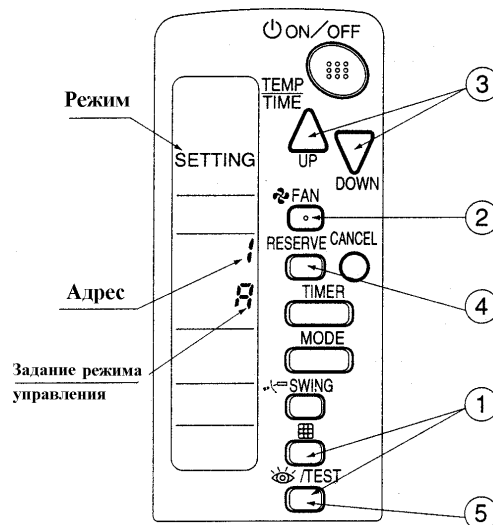 ON/OFF
TEMP
TIME
Режим
3
SETTING
UP
DOWN
FAN
2
RESERVE CANCEL
1
Адрес
TIMER
4
A
MODE
Задание режима
управления
SWING
1
/TEST
5